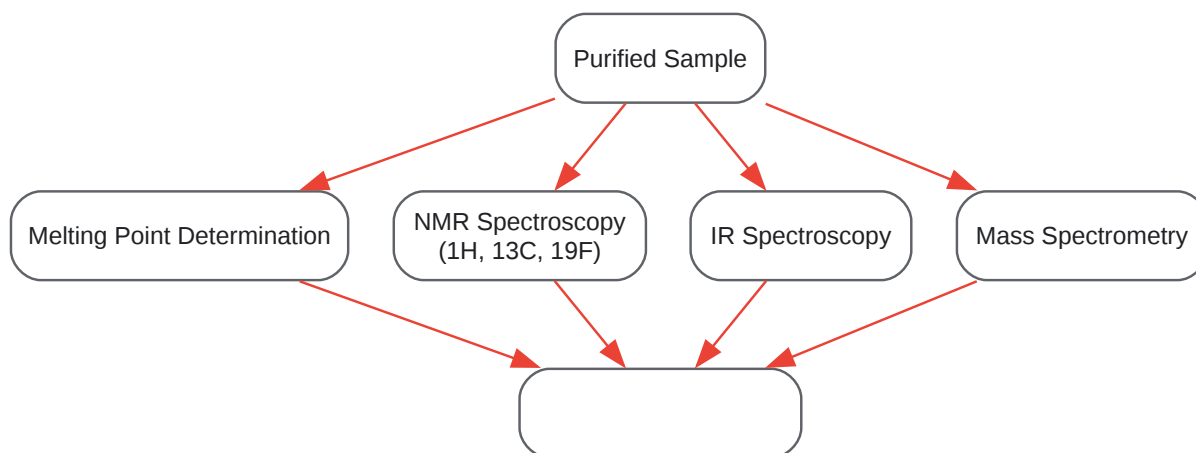 Purified Sample
Melting Point Determination
NMR Spectroscopy
(1H, 13C, 19F)
IR Spectroscopy
Mass Spectrometry